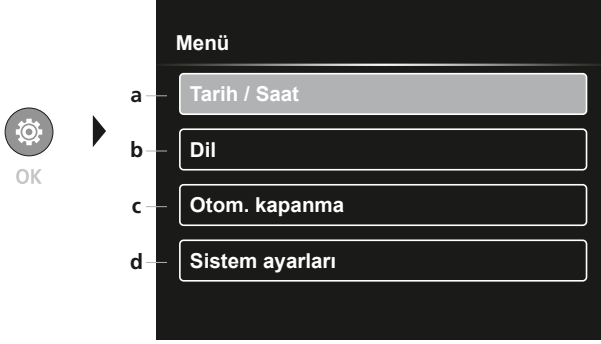 Menü
a Tarih / Saat
b Dil
OK
c Otom. kapanma
d Sistem ayarları